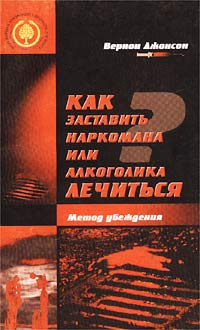 Вернон Джонсон
КАК
ЗАСТАВИТЬ
НАРКОМАНА
ИЛИ
АЛКОГОЛИКА
ЛЕЧИТЬСЯ
?
Метод убеждения